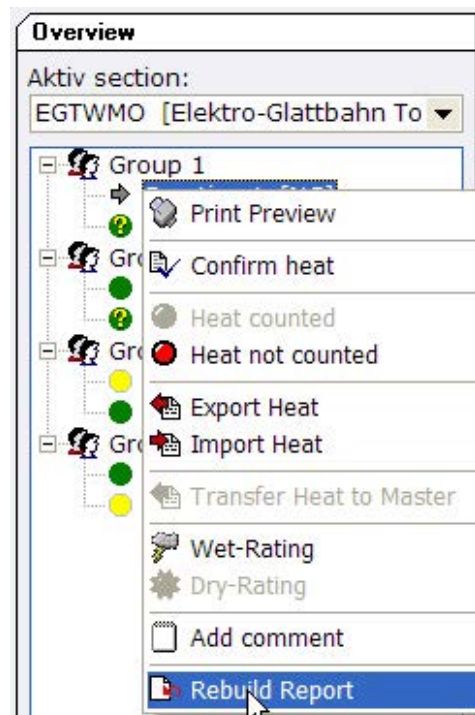 Overview
Aktiv section:
EGTWMO [Elektro-Glattbahn To
Group 1
Print Preview
Gro
Confirm heat
Heat counted
Gro
Heat not counted
Export Heat
Gro
Import Heat
Transfer Heat to Master
Wet-Rating
Dry-Rating
Add comment
Rebuild Report